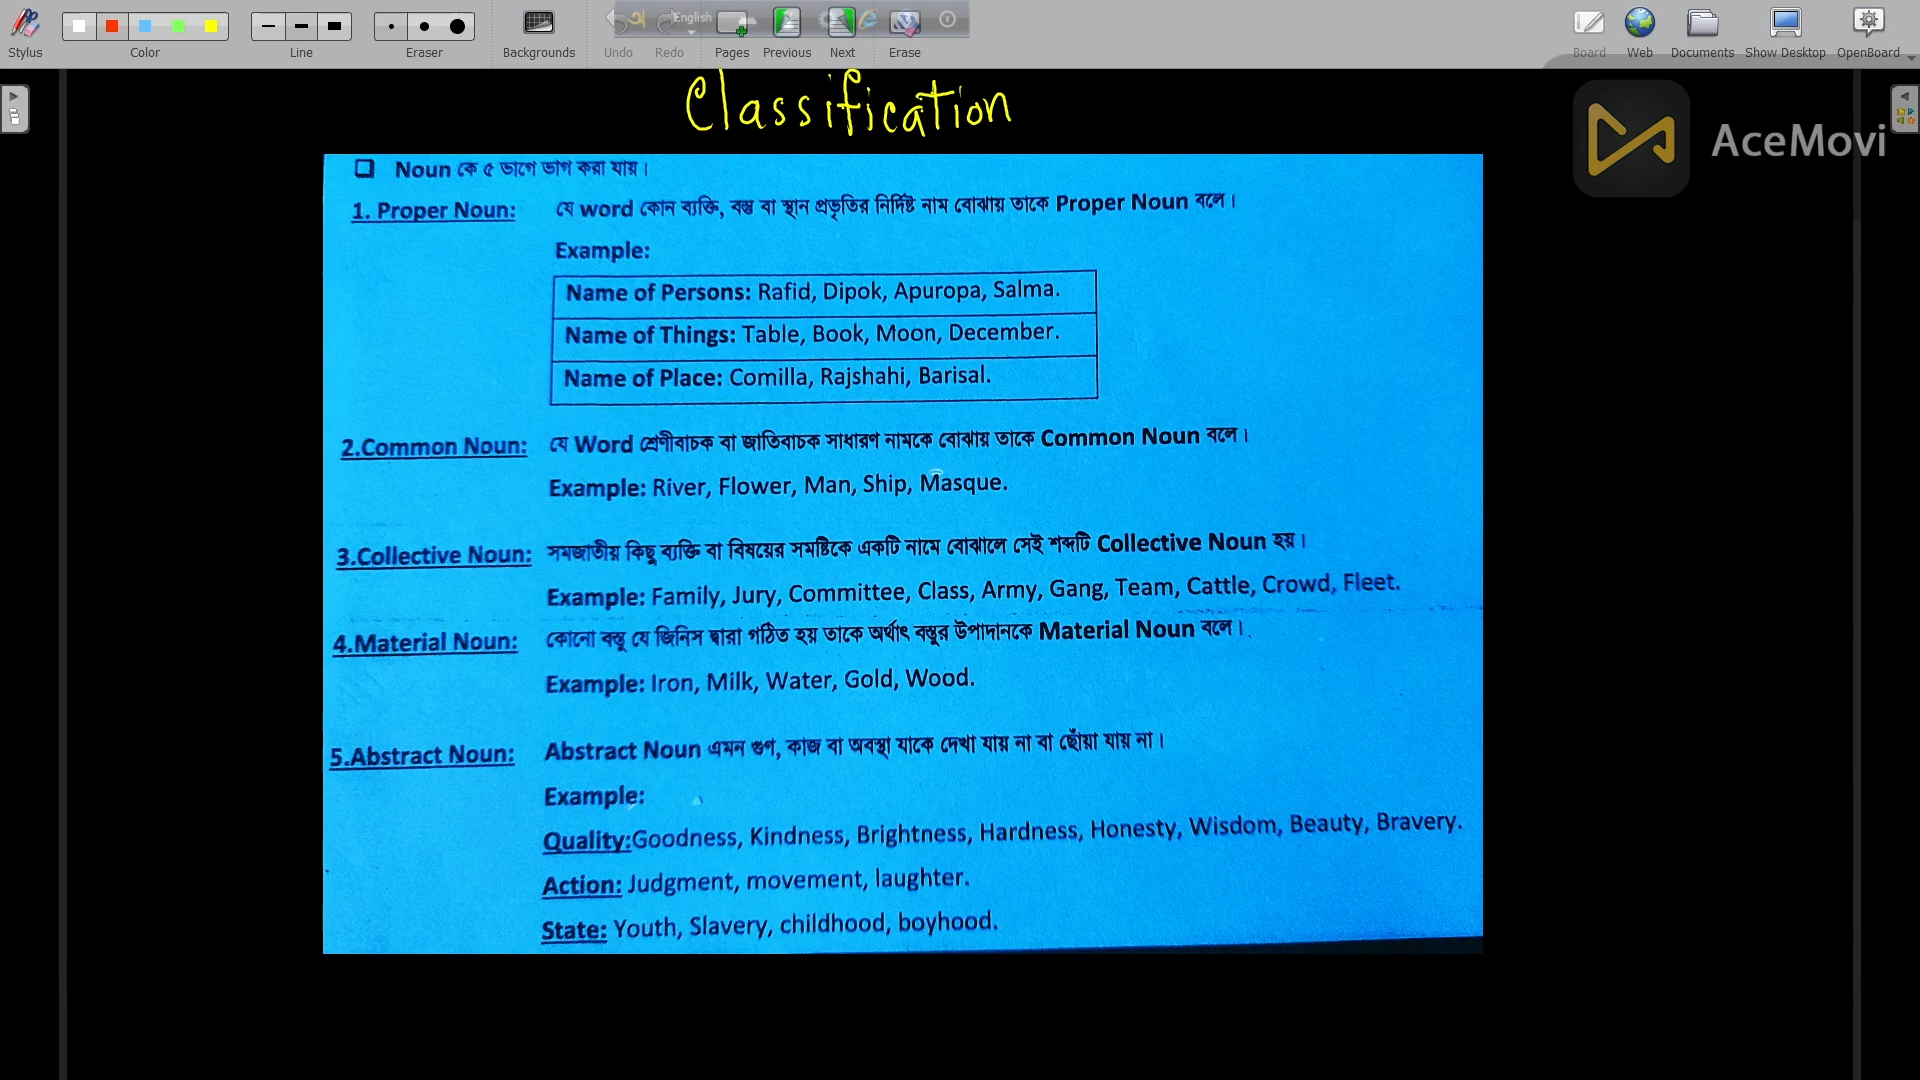 Stylus
Color
Line
Eraser
Backgrounds
Undo
Redo
English
Pages
Previous
Next
Erase
Board
Web
Documents
Show Desktop
OpenBoard
Classification
AceMovi
Noun কে ৫ ভাগে ভাগ করা যায়।
1. Proper Noun: যে word কোন ব্যক্তি, বস্তু বা স্থান প্রভৃতির নির্দিষ্ট নাম বোঝায় তাকে Proper Noun বলে।
Example:
Name of Persons: Rafid, Dipok, Apuropa, Salma.
Name of Things: Table, Book, Moon, December.
Name of Place: Comilla, Rajshahi, Barisal.
2.Common Noun: যে Word শ্রেণীবাচক বা জাতিবাচক সাধারণ নামকে বোঝায় তাকে Common Noun বলে।
Example: River, Flower, Man, Ship, Masque.
3.Collective Noun: সমজাতীয় কিছু ব্যক্তি বা বিষয়ের সমষ্টিকে একটি নামে বোঝালে সেই শব্দটি Collective Noun হয়।
Example: Family, Jury, Committee, Class, Army, Gang, Team, Cattle, Crowd, Fleet.
4.Material Noun: কোনো বস্তু যে জিনিস দ্বারা গঠিত হয় তাকে অর্থাৎ বস্তুর উপাদানকে Material Noun বলে।
Example: Iron, Milk, Water, Gold, Wood.
5.Abstract Noun: Abstract Noun এমন গুণ, কাজ বা অবস্থা যাকে দেখা যায় না বা ছোঁয়া যায় না।
Example:
Quality:Goodness, Kindness, Brightness, Hardness, Honesty, Wisdom, Beauty, Bravery.
Action: Judgment, movement, laughter.
State: Youth, Slavery, childhood, boyhood.